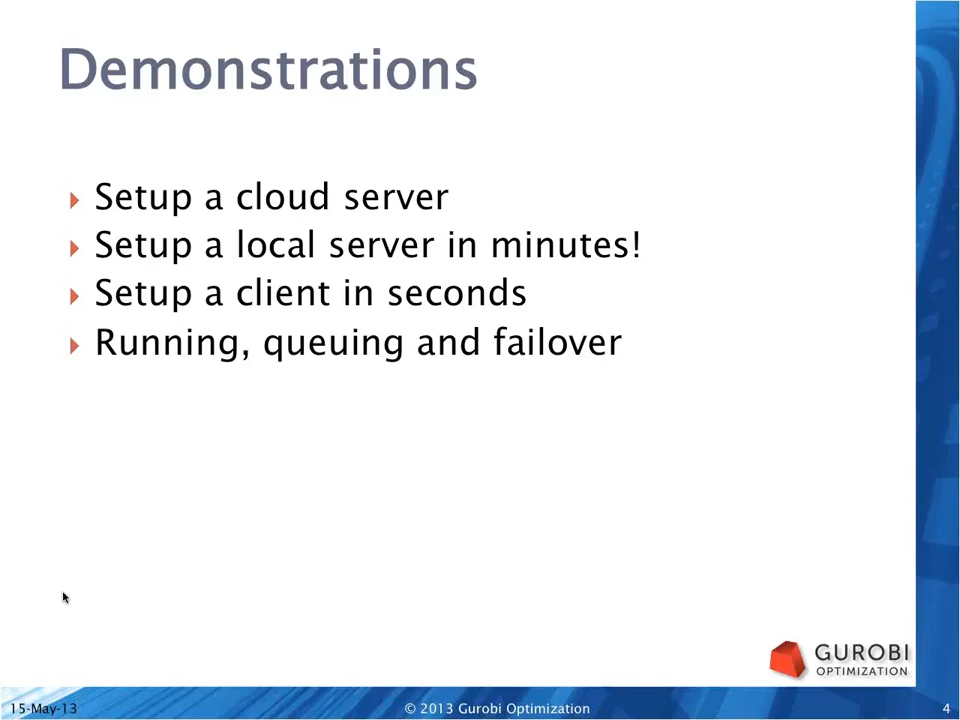 Demonstrations
Setup a cloud server
Setup a local server in minutes!
Setup a client in seconds
Running, queuing and failover
GUROBI
OPTIMIZATION
15-May-13
© 2013 Gurobi Optimization
4